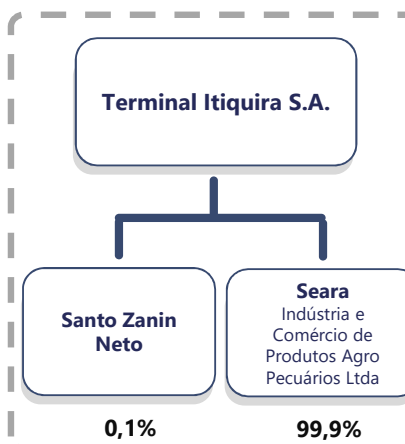 Terminal Itiquira S.A.
Santo Zanin
Neto
Seara
Indústria e
Comércio de
Produtos Agro
Pecuários Ltda
0,1%
99,9%